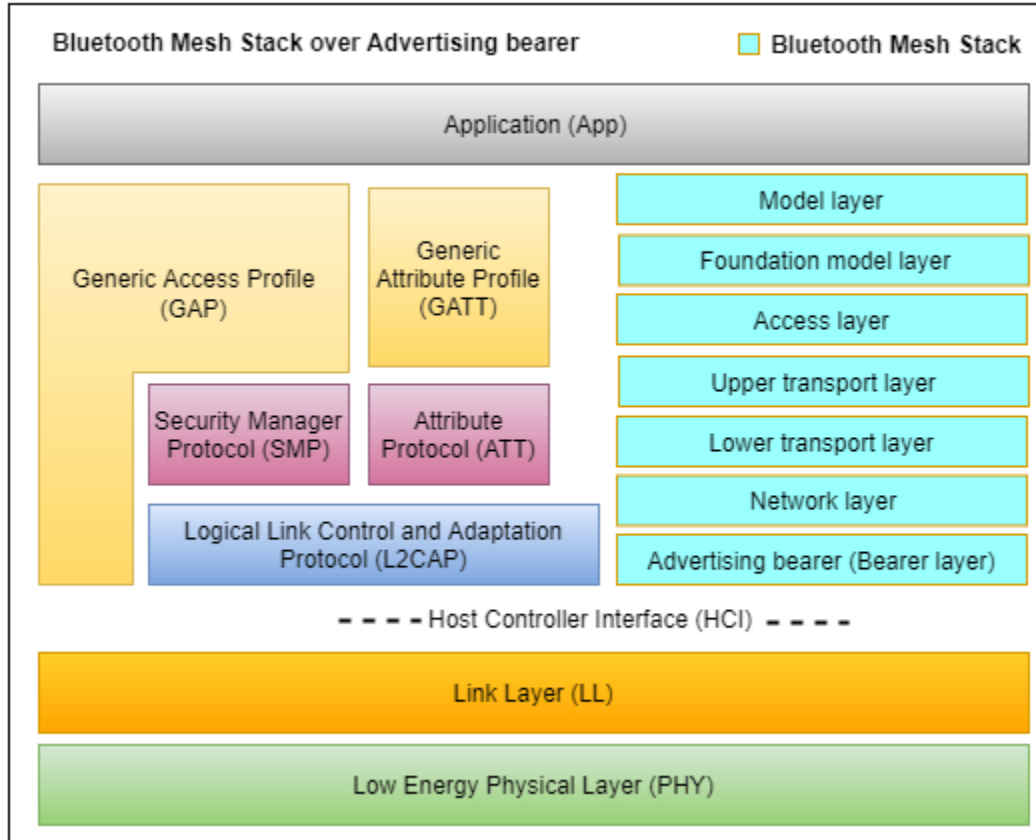 Bluetooth Mesh Stack over Advertising bearer
Bluetooth Mesh Stack
Application (App)
Generic Access Profile
(GAP)
Generic
Attribute Profile
(GATT)
Security Manager
Protocol (SMP)
Attribute
Protocol (ATT)
Logical Link Control and Adaptation
Protocol (L2CAP)
Model layer
Foundation model layer
Access layer
Upper transport layer
Lower transport layer
Network layer
Advertising bearer (Bearer layer)
Host Controller Interface (HCI)
Link Layer (LL)
Low Energy Physical Layer (PHY)